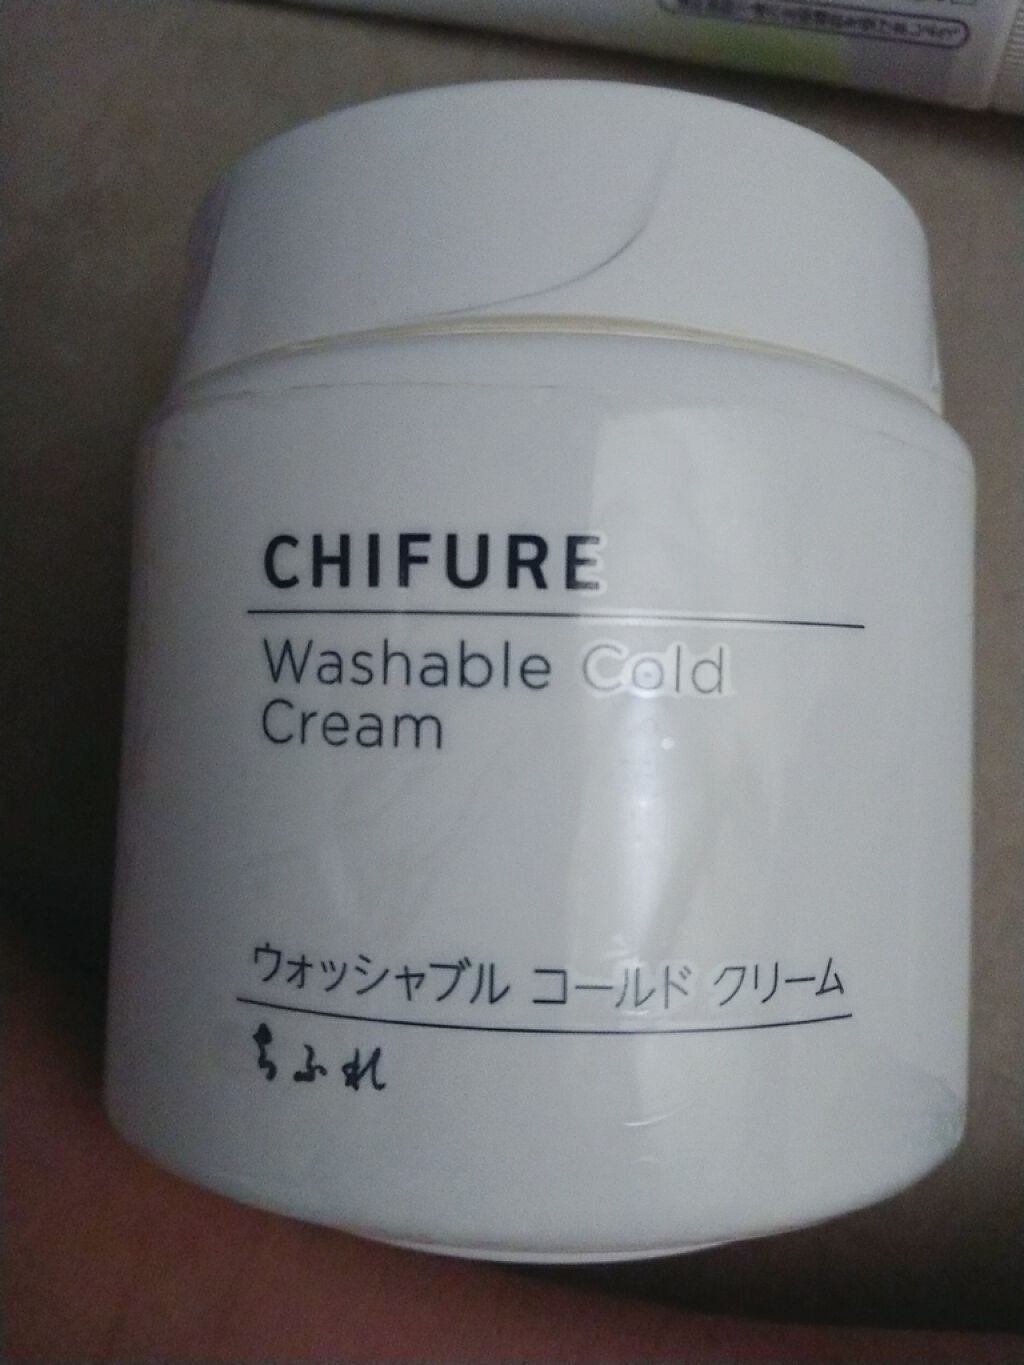 CHIFURE
Washable Cold
Cream
ウォッシャブル コールド クリーム
ちふれ